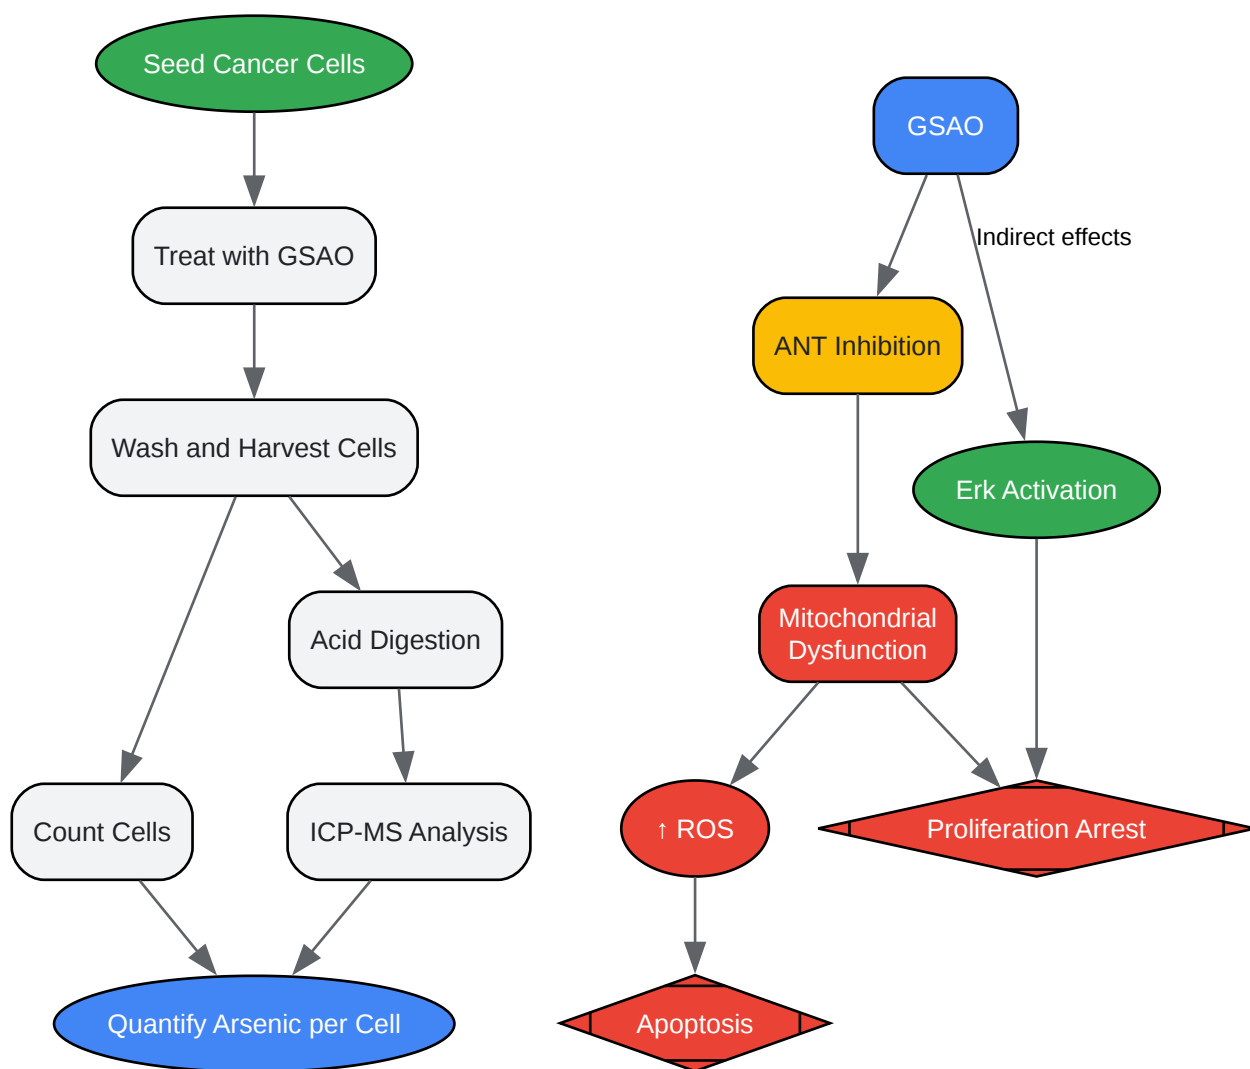 Seed Cancer Cells
Treat with GSAO
Wash and Harvest Cells
Acid Digestion
Count Cells
ICP-MS Analysis
Quantify Arsenic per Cell
GSAO
Indirect effects
ANT Inhibition
Erk Activation
Mitochondrial
Dysfunction
↑ ROS
Proliferation Arrest
Apoptosis